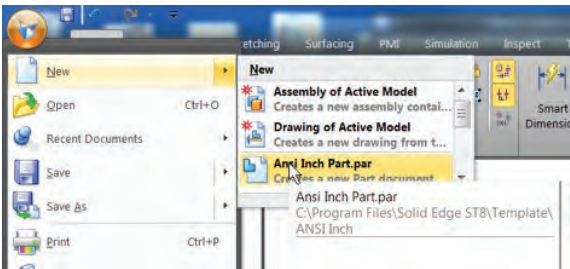 etching Surfacing PMI Simulation Inspect
New
Open Ctrl+O
Recent Documents
Save
Save As
Print Ctrl+P
New
Assembly of Active Model
Creates a new assembly contai...
Drawing of Active Model
Creates a new drawing from t...
Ansi Inch Part.par
Creates a new Part document
Ansi Inch Part.par
C:\Program Files\Solid Edge ST8\Template\
ANSI Inch
Smart
Dimensio